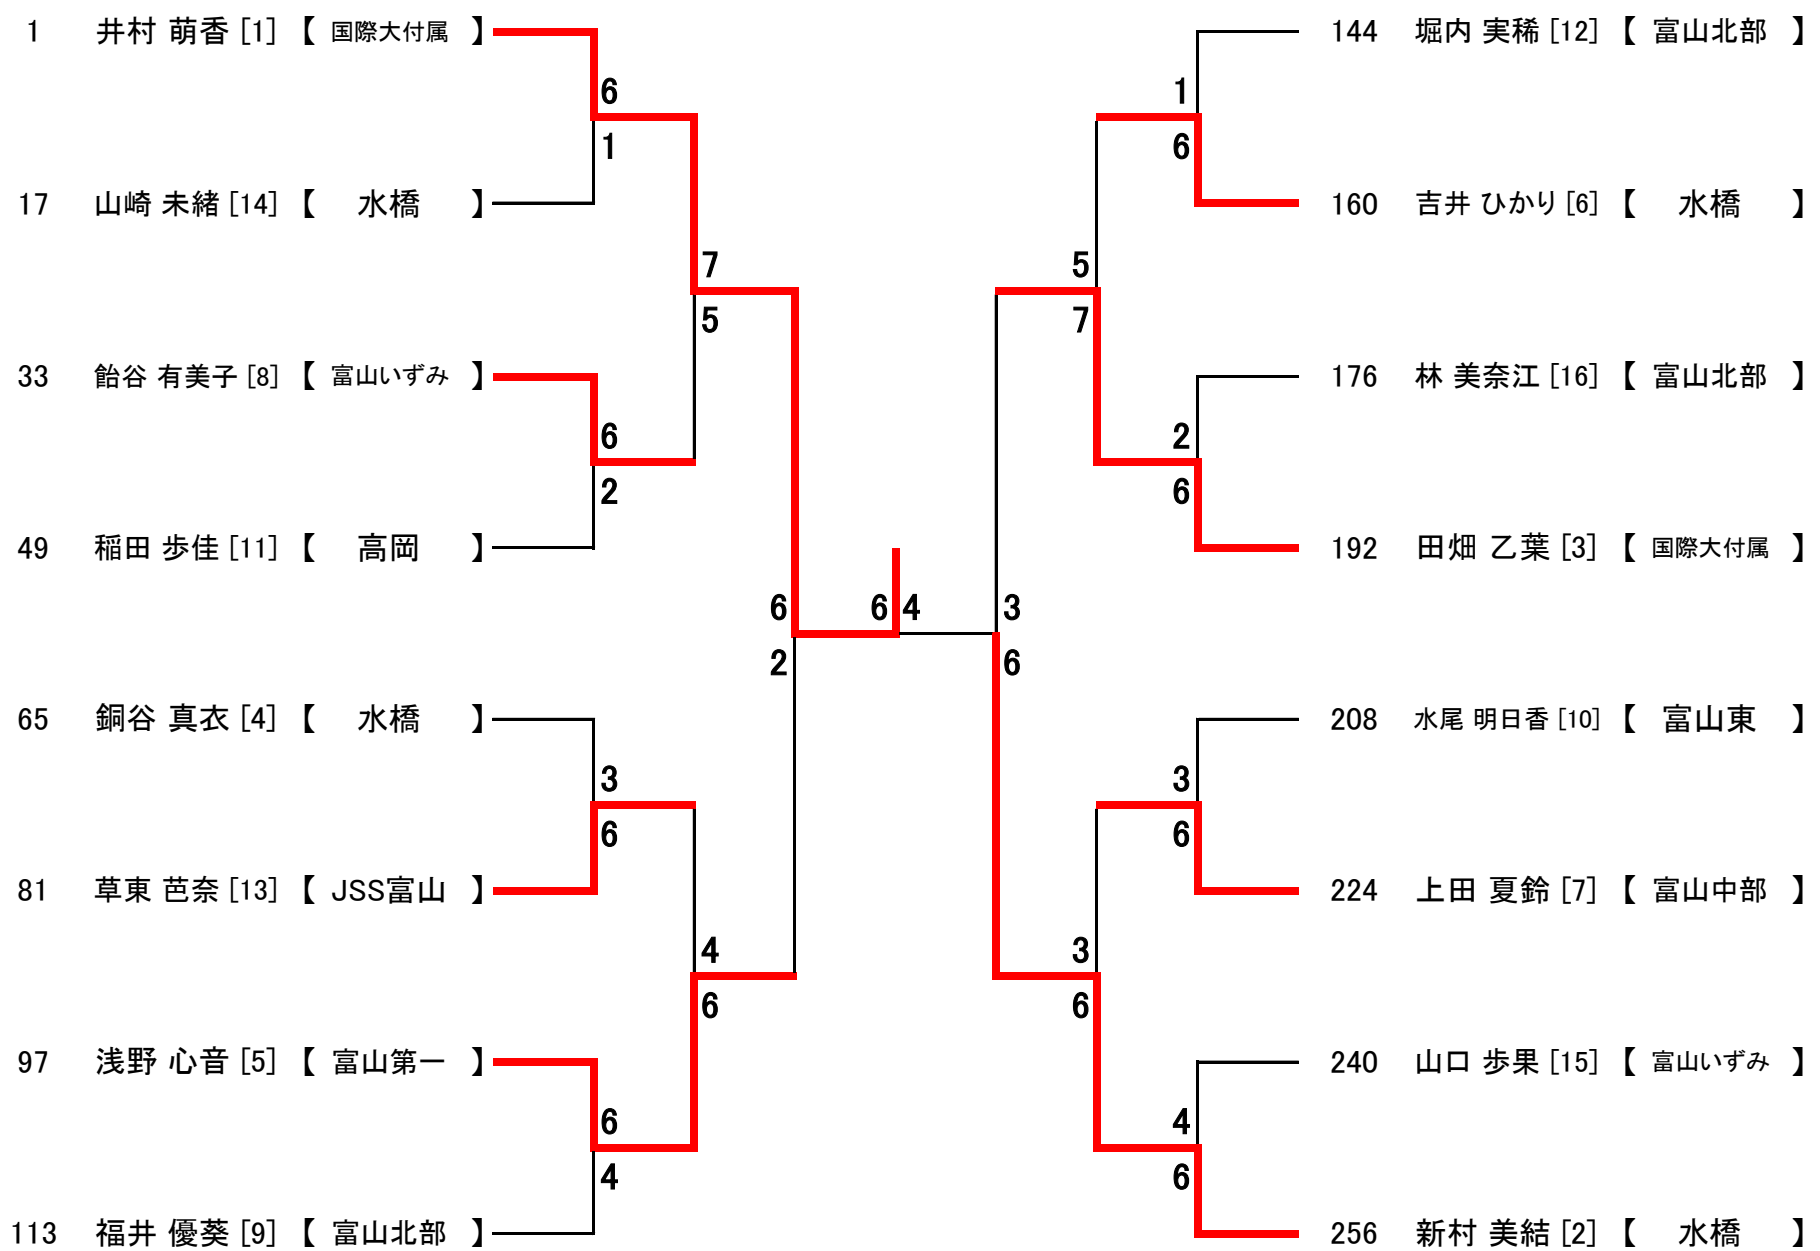 1 井村 萌香 [1] 【 国際大付属 】
6
1
17 山崎 未緒 [14] 【 水橋 】
7
5
33 飴谷 有美子 [8] 【 富山いずみ 】
6
2
49 稲田 歩佳 [11] 【 高岡 】
6
2
65 銅谷 真衣 [4] 【 水橋 】
3
6
81 草東 芭奈 [13] 【 JSS富山 】
4
6
97 浅野 心音 [5] 【 富山第一 】
6
4
113 福井 優葵 [9] 【 富山北部 】
6 4
144 堀内 実稀 [12] 【 富山北部 】
1
6
160 吉井 ひかり [6] 【 水橋 】
5
7
176 林 美奈江 [16] 【 富山北部 】
2
6
192 田畑 乙葉 [3] 【 国際大付属 】
3
6
208 水尾 明日香 [10] 【 富山東 】
3
6
224 上田 夏鈴 [7] 【 富山中部 】
3
6
240 山口 歩果 [15] 【 富山いずみ 】
4
6
256 新村 美結 [2] 【 水橋 】